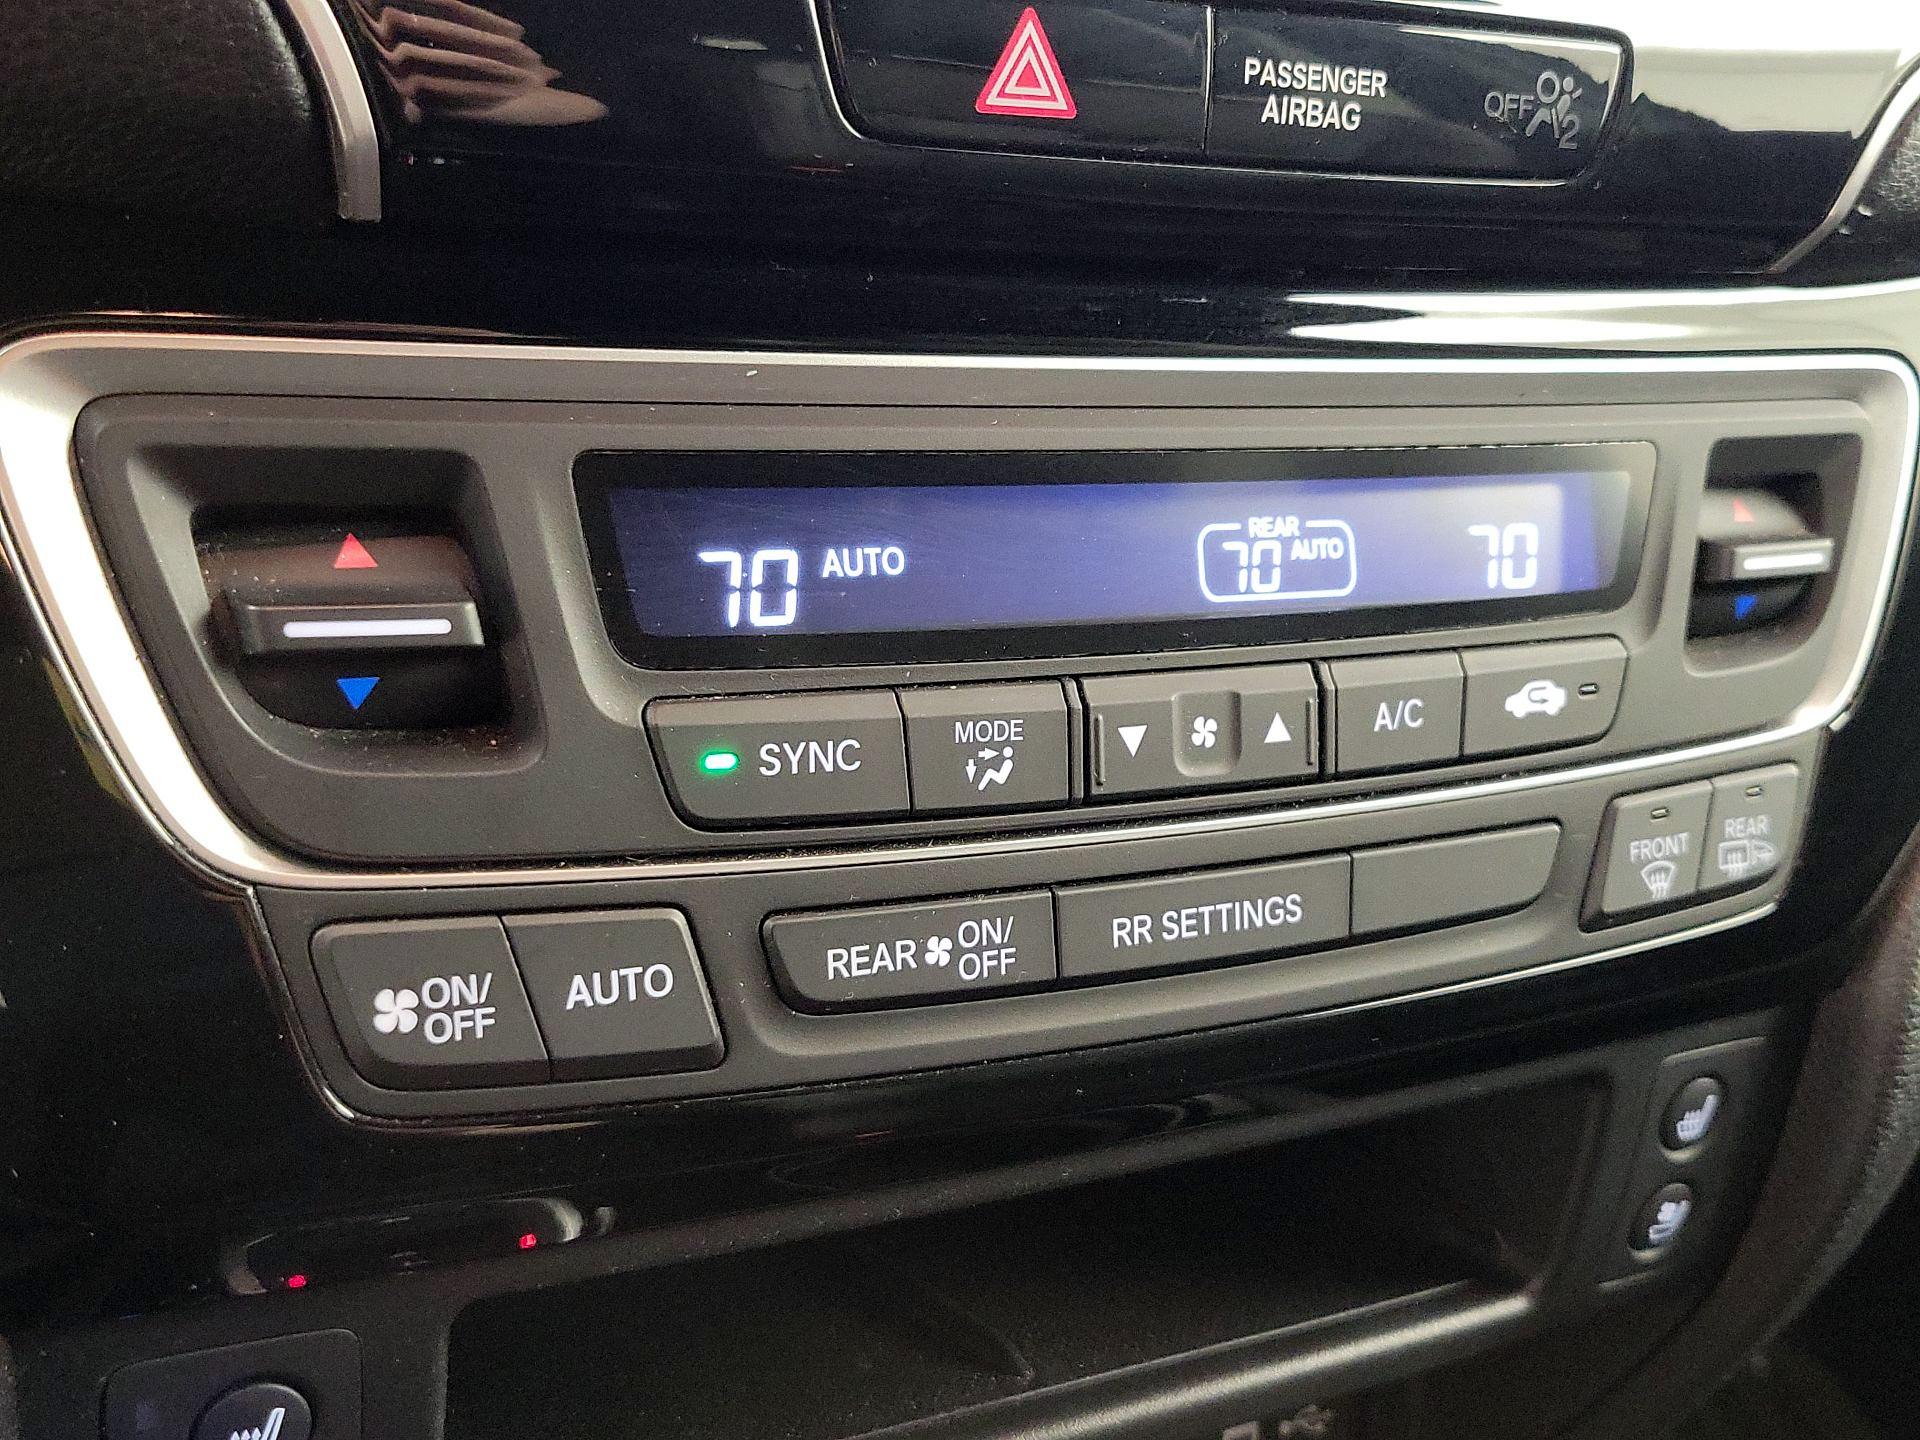 PASSENGER
AIRBAG
OFF
2
70 AUTO
REAR
70 AUTO
70
SYNC
MODE
A/C
FRONT
REAR
ON/
OFF
AUTO
REAR
ON/
OFF
RR SETTINGS